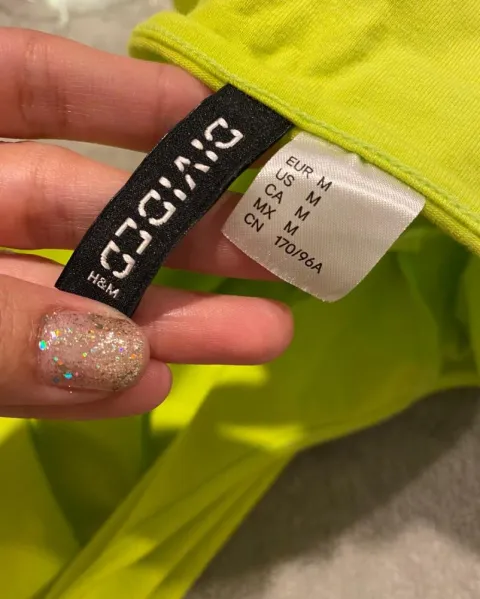 DIVIDED
H&M
EUR M
US M
CA M
MX M
CN 170/96A